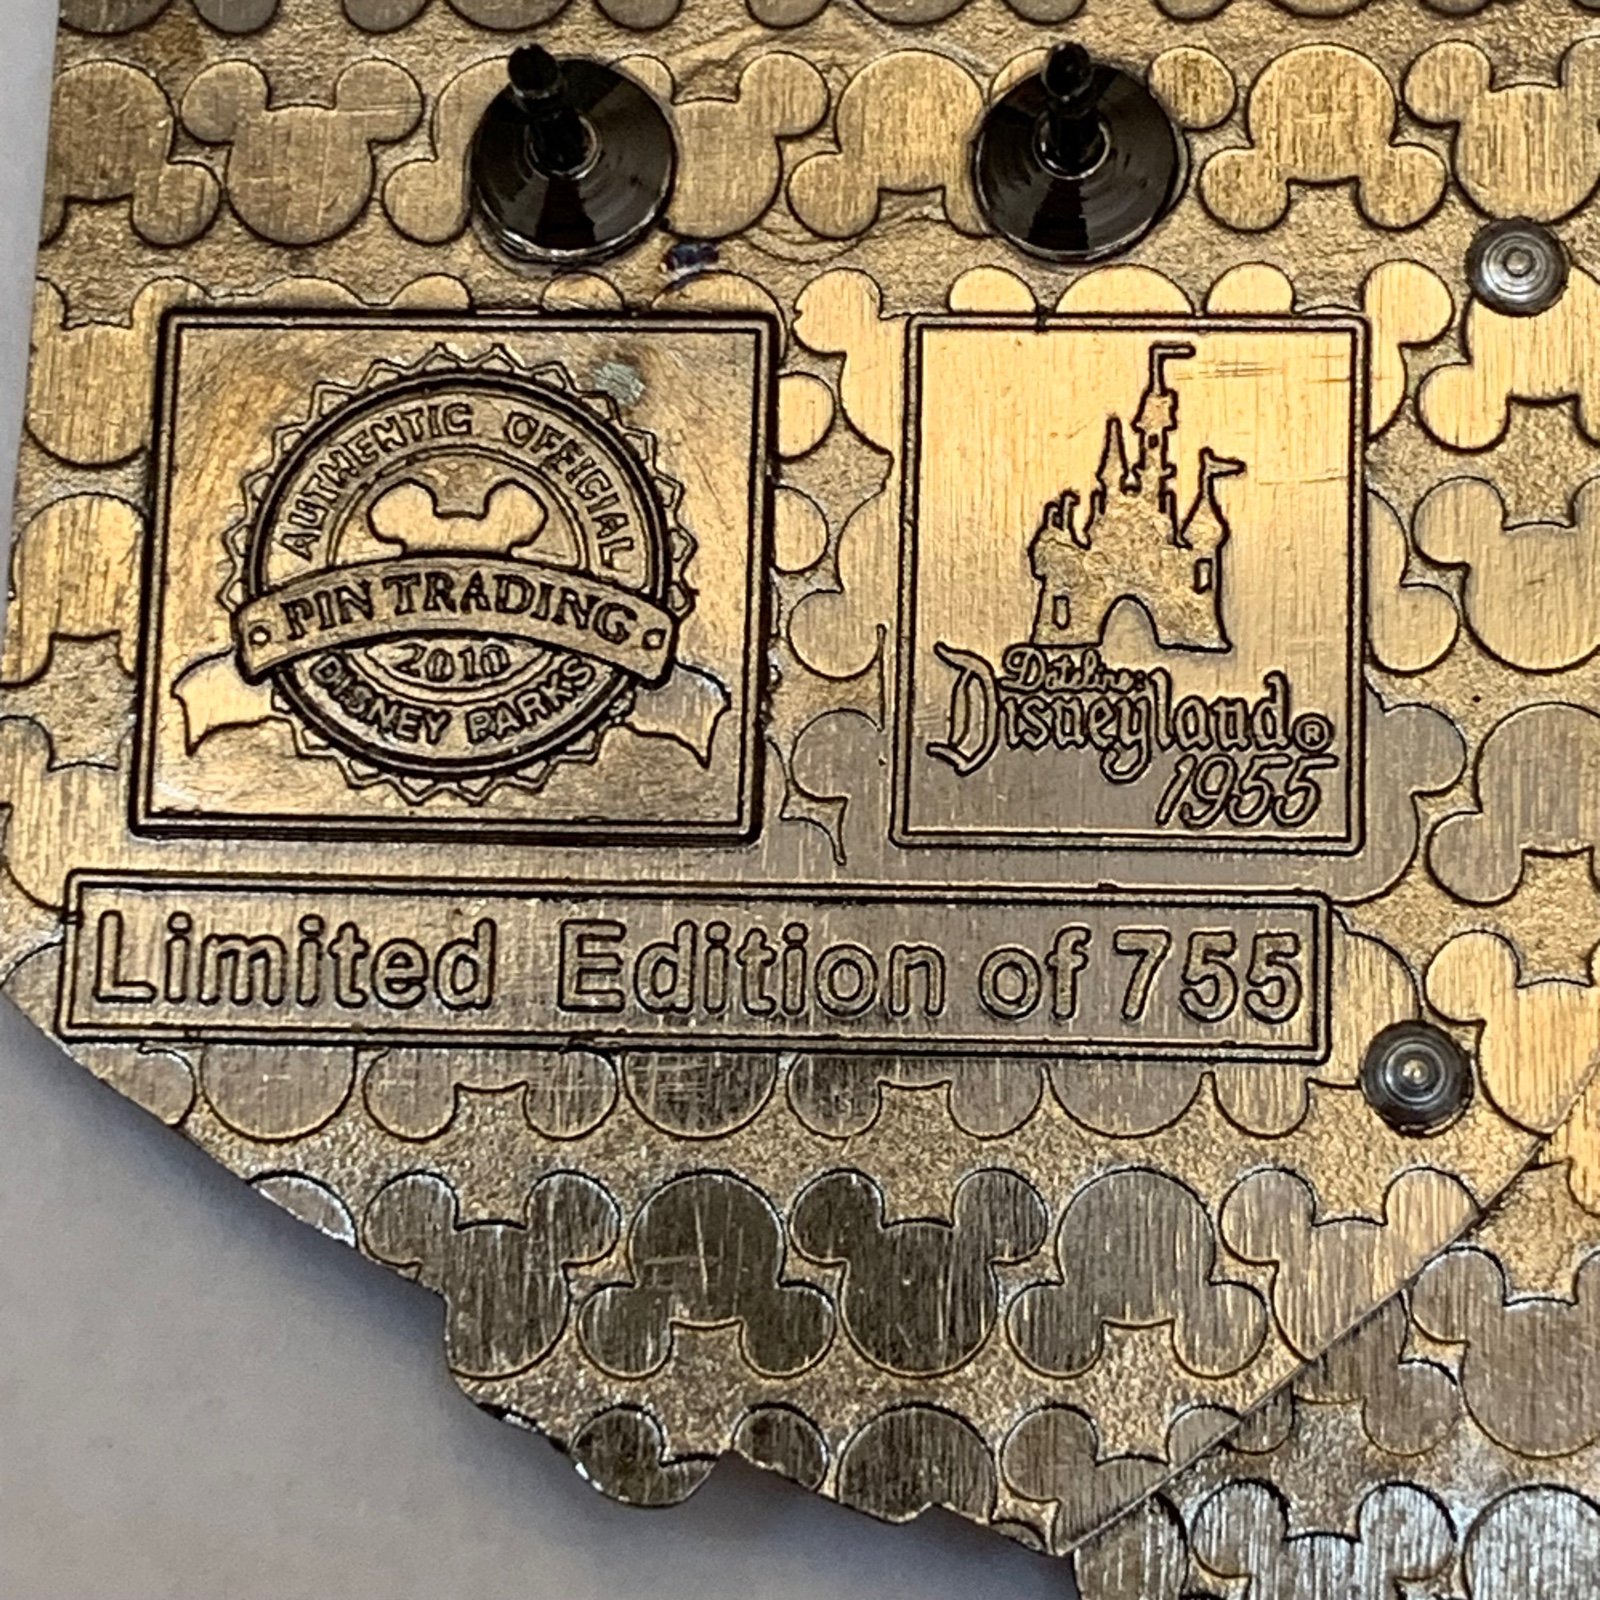 AUTHENTIC OFFICIAL
PIN TRADING
2010
DISNEY PARKS
Dateline:
Disneyland®
1955
Limited Edition of 755